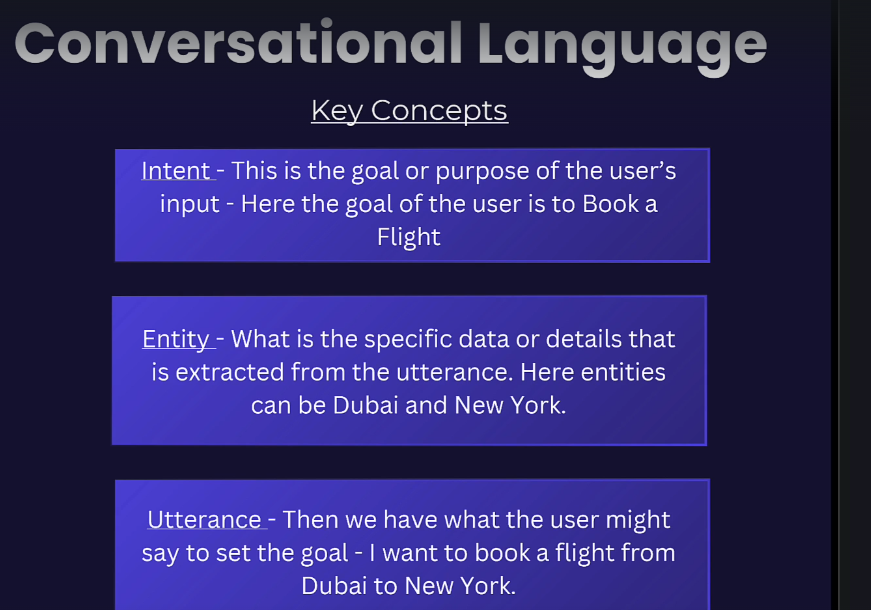 Conversational Language
Key Concepts
Intent - This is the goal or purpose of the user’s
input - Here the goal of the user is to Book a
Flight
Entity - What is the specific data or details that
is extracted from the utterance. Here entities
can be Dubai and New York.
Utterance - Then we have what the user might
say to set the goal - I want to book a flight from
Dubai to New York.